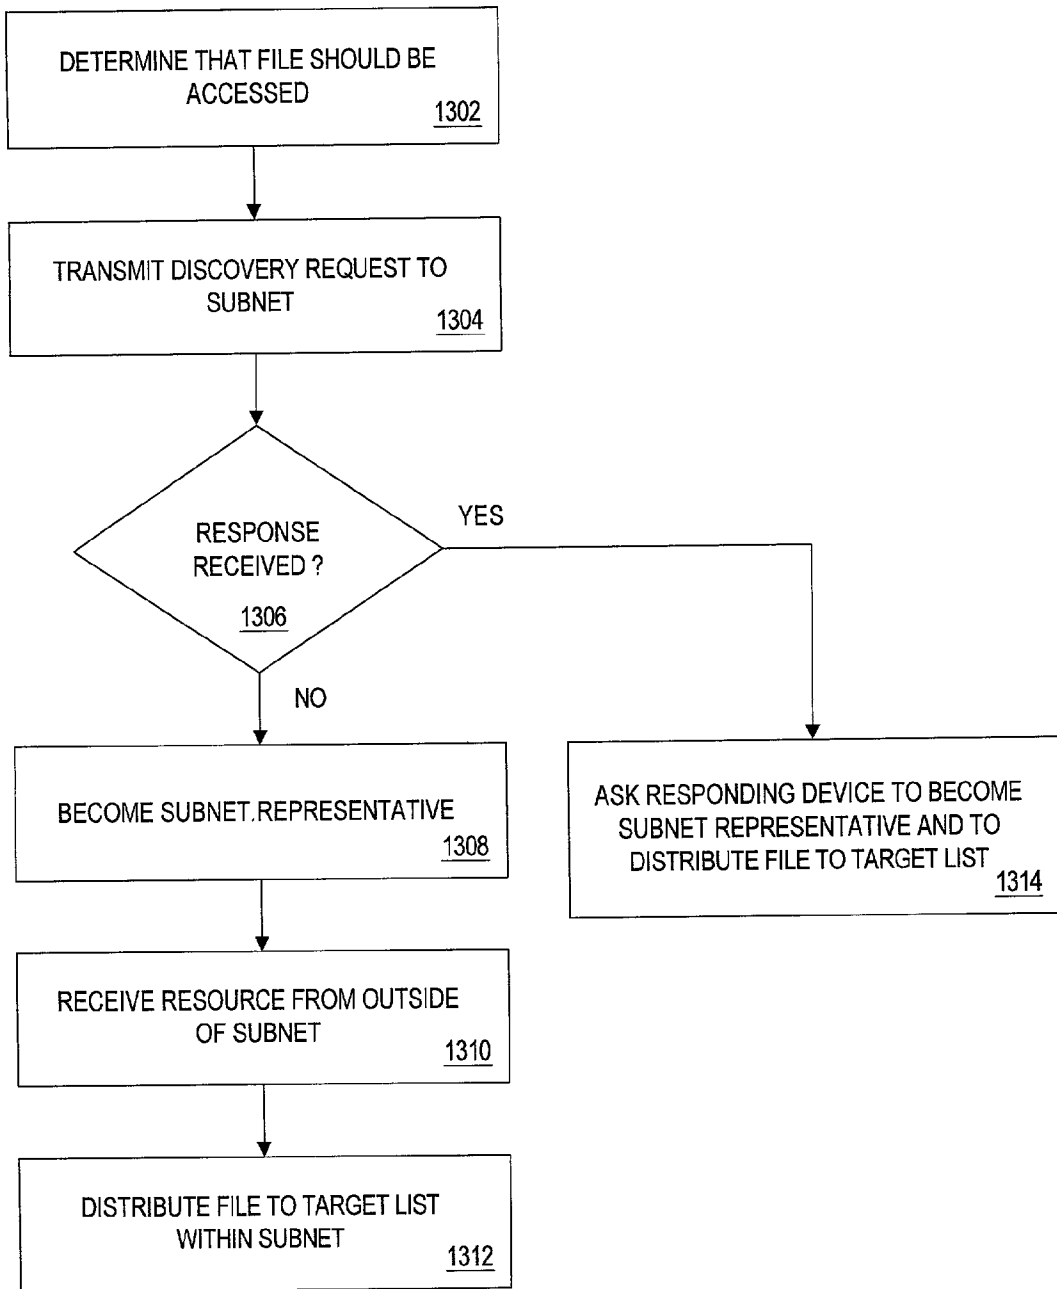 DETERMINE THAT FILE SHOULD BE
ACCESSED
1302
TRANSMIT DISCOVERY REQUEST TO
SUBNET
1304
RESPONSE
RECEIVED ?
1306
YES
NO
BECOME SUBNET.REPRESENTATIVE
1308
ASK RESPONDING DEVICE TO BECOME
SUBNET REPRESENTATIVE AND TO
DISTRIBUTE FILE TO TARGET LIST
1314
RECEIVE RESOURCE FROM OUTSIDE
OF SUBNET
1310
DISTRIBUTE FILE TO TARGET LIST
WITHIN SUBNET
1312